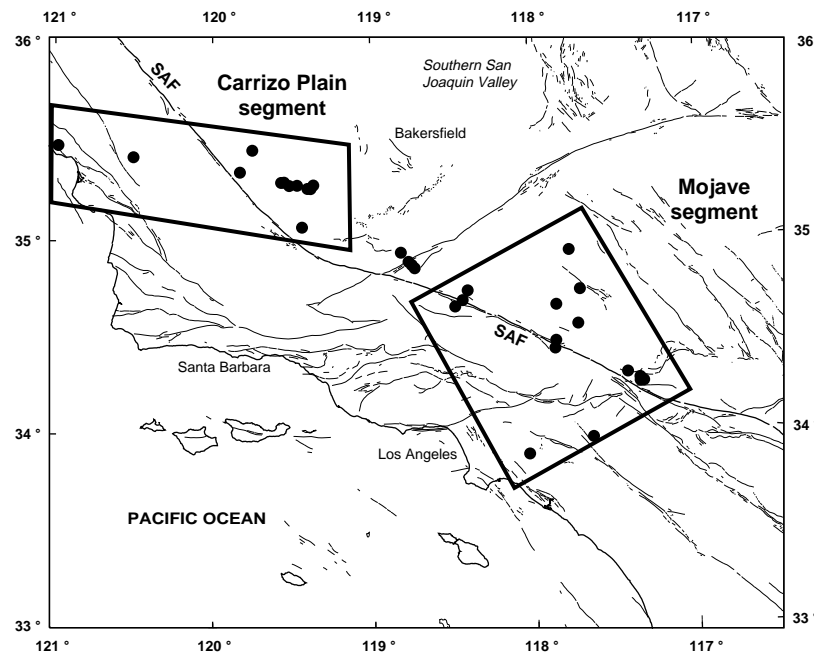 121 °
120 °
119 °
118 °
117 °
36 °
36
SAF
Carrizo Plain
segment
Southern San
Joaquin Valley
Bakersfield
Mojave
segment
35 °
35
SAF
Santa Barbara
34 °
34
Los Angeles
PACIFIC OCEAN
33 °
33 °
121 °
120 °
119 °
118 °
117 °